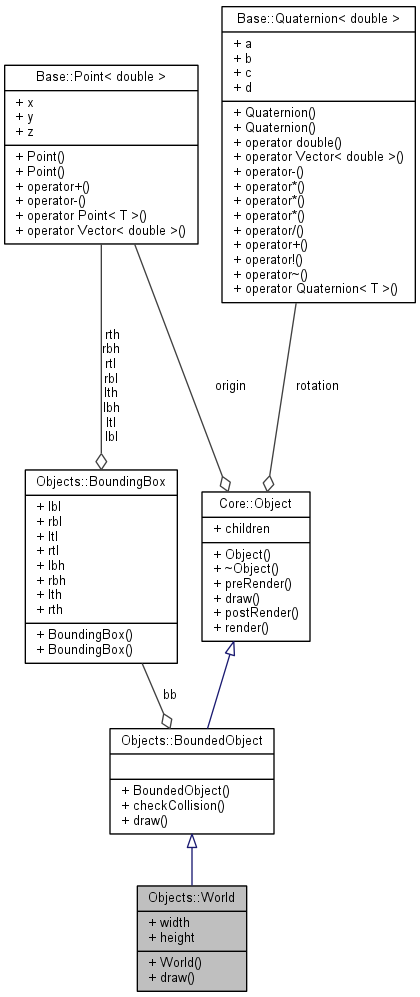 Base::Quaternion< double >
+ a
+ b
+ c
+ d
+ Quaternion()
+ Quaternion()
+ operator double()
+ operator Vector< double >()
+ operator-()
+ operator*()
+ operator*()
+ operator*()
+ operator/()
+ operator+()
+ operator!()
+ operator~()
+ operator Quaternion< T >()
Base::Point< double >
+ x
+ y
+ z
+ Point()
+ Point()
+ operator+()
+ operator-()
+ operator Point< T >()
+ operator Vector< double >()
rth
rbh
rtl
rbl
lth
lbh
ltl
lbl
origin
rotation
Objects::BoundingBox
+ lbl
+ rbl
+ ltl
+ rtl
+ lbh
+ rbh
+ lth
+ rth
+ BoundingBox()
+ BoundingBox()
Core::Object
+ children
+ Object()
+ ~Object()
+ preRender()
+ draw()
+ postRender()
+ render()
bb
Objects::BoundedObject
+ BoundedObject()
+ checkCollision()
+ draw()
Objects::World
+ width
+ height
+ World()
+ draw()